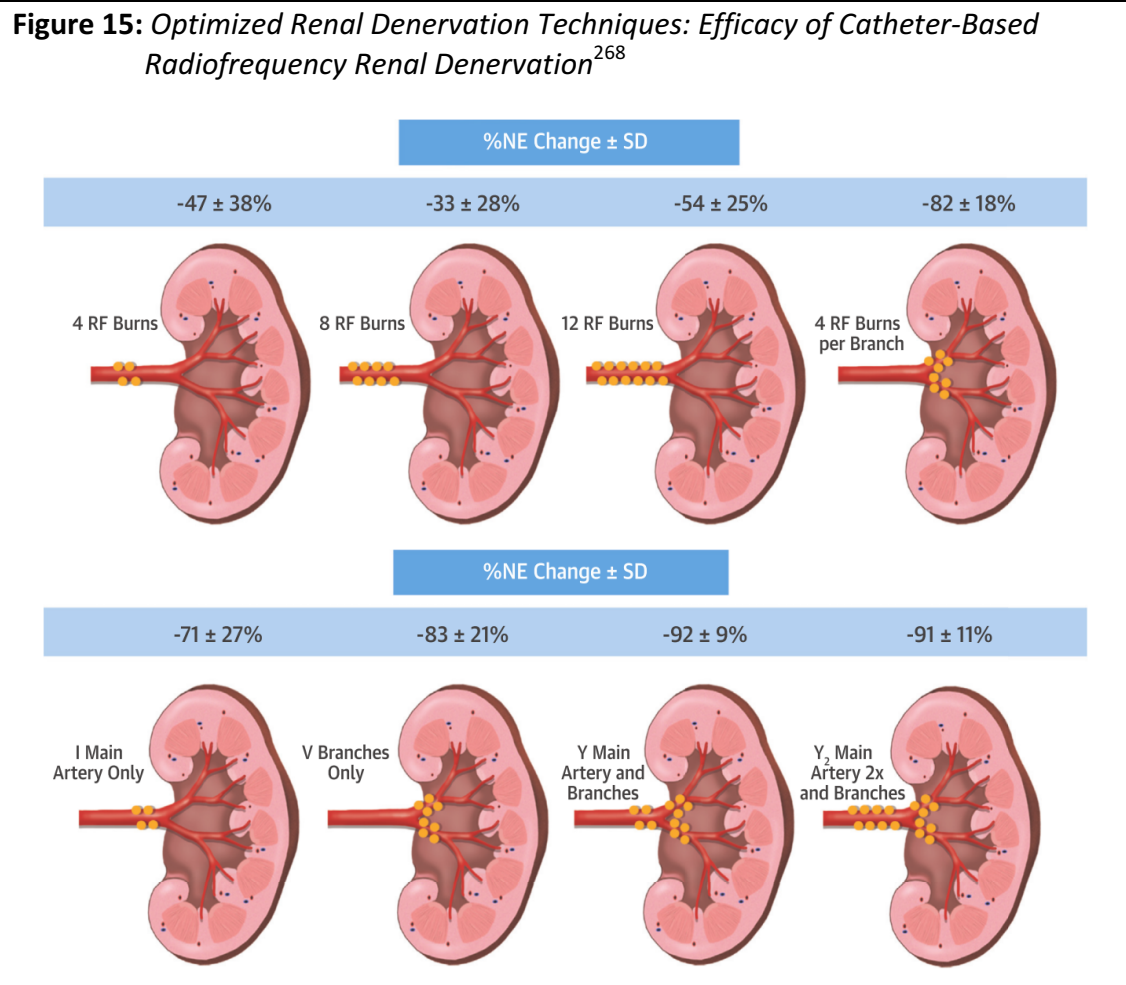 Figure 15: Optimized Renal Denervation Techniques: Efficacy of Catheter-Based
Radiofrequency Renal Denervation268
%NE Change ± SD
-47 ± 38% -33 ± 28% -54 ± 25% -82 ± 18%
4 RF Burns
8 RF Burns
12 RF Burns
4 RF Burns
per Branch
%NE Change ± SD
-71 ± 27% -83 ± 21% -92 ± 9% -91 ± 11%
I Main
Artery Only
V Branches
Only
Y Main
Artery and
Branches
Y2 Main
Artery 2x
and Branches